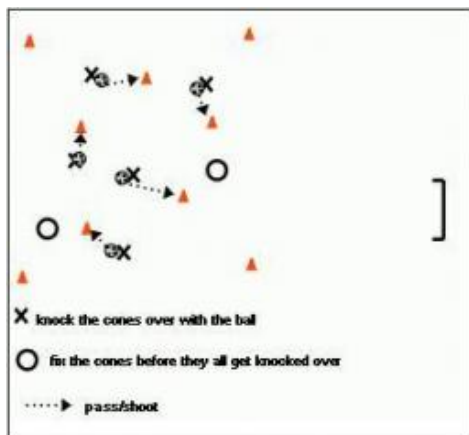 knock the cones over with the ball
fix the cones before they all get knocked over
pass/shoot